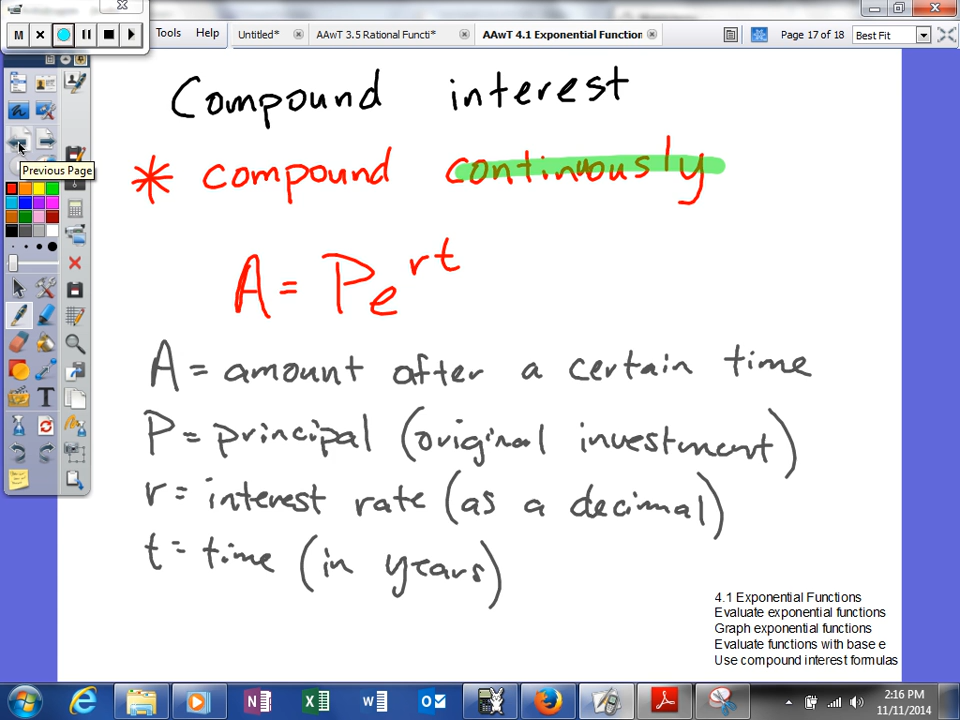 M
Tools Help Untitled* AAwT 3.5 Rational Functi* AAwT 4.1 Exponential Function Page 17 of 18 Best Fit
Compound interest
Previous Page
* compound continuously
A = Pe^rt
A = amount after a certain time
P = principal (original investment)
r = interest rate (as a decimal)
t = time (in years)
4.1 Exponential Functions
Evaluate exponential functions
Graph exponential functions
Evaluate functions with base e
Use compound interest formulas
2:16 PM
11/11/2014